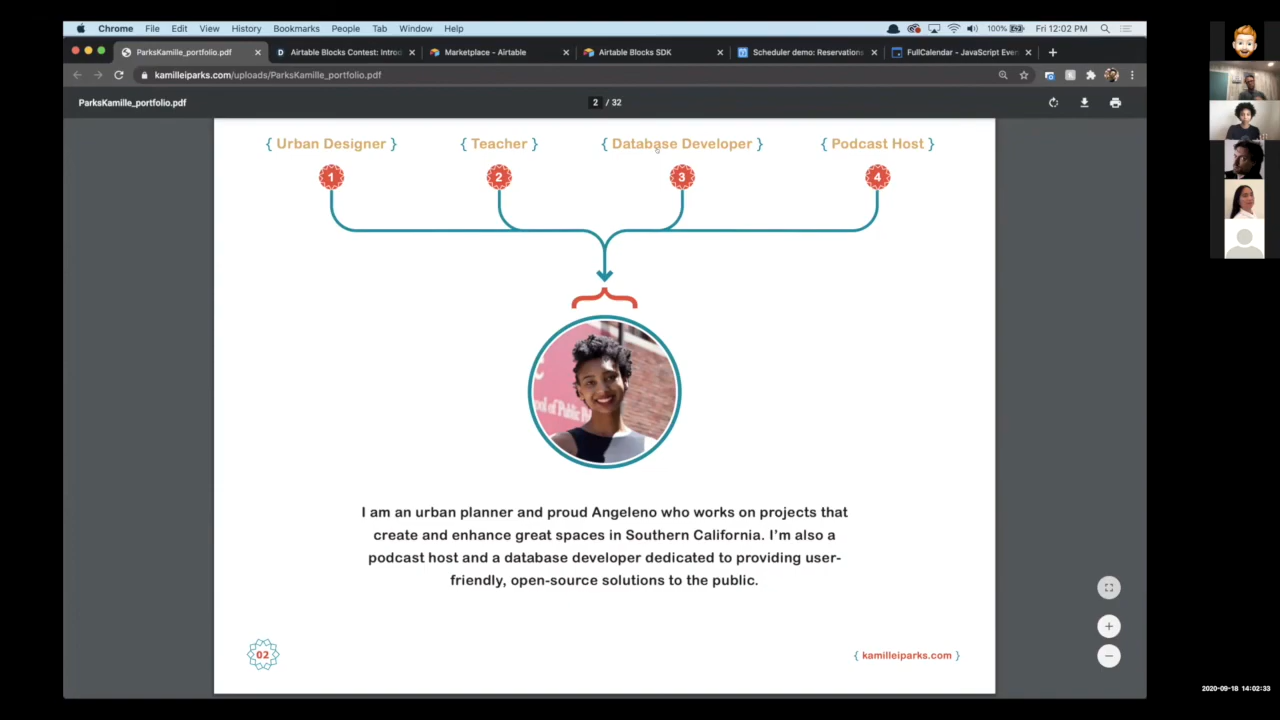 Chrome File Edit View History Bookmarks People Tab Window Help 100% Fri 12:02 PM
ParksKamille_portfolio.pdf Airtable Blocks Contest: Introd Marketplace - Airtable Airtable Blocks SDK Scheduler demo: Reservations FullCalendar - JavaScript Even
kamilleiparks.com/uploads/ParksKamille_portfolio.pdf
ParksKamille_portfolio.pdf 2 / 32
{ Urban Designer } { Teacher } { Database Developer } { Podcast Host }
1 2 3 4
I am an urban planner and proud Angeleno who works on projects that
create and enhance great spaces in Southern California. I'm also a
podcast host and a database developer dedicated to providing user-
friendly, open-source solutions to the public.
02 { kamilleiparks.com }
2020-09-18 14:02:33